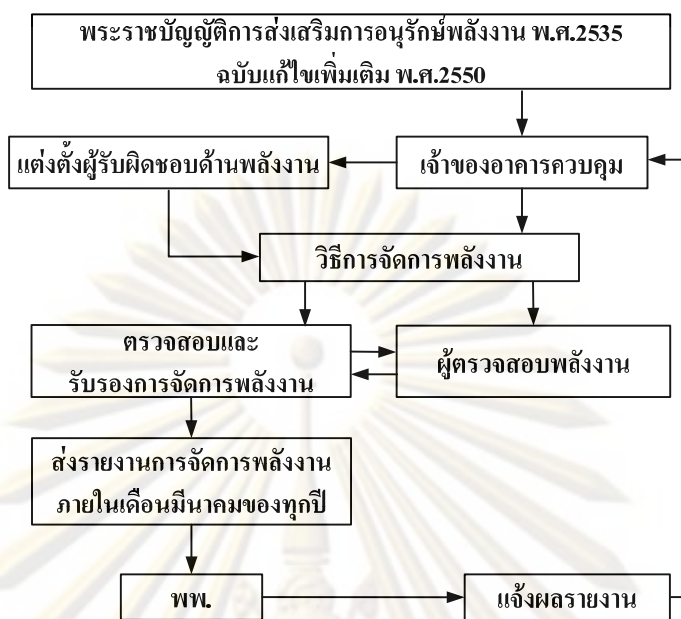 พระราชบัญญัติการส่งเสริมการอนุรักษ์พลังงาน พ.ศ.2535
ฉบับแก้ไขเพิ่มเติม พ.ศ.2550
แต่งตั้งผู้รับผิดชอบด้านพลังงาน
เจ้าของอาคารควบคุม
วิธีการจัดการพลังงาน
ตรวจสอบและ
รับรองการจัดการพลังงาน
ผู้ตรวจสอบพลังงาน
ส่งรายงานการจัดการพลังงาน
ภายในเดือนมีนาคมของทุกปี
พพ.
แจ้งผลรายงาน